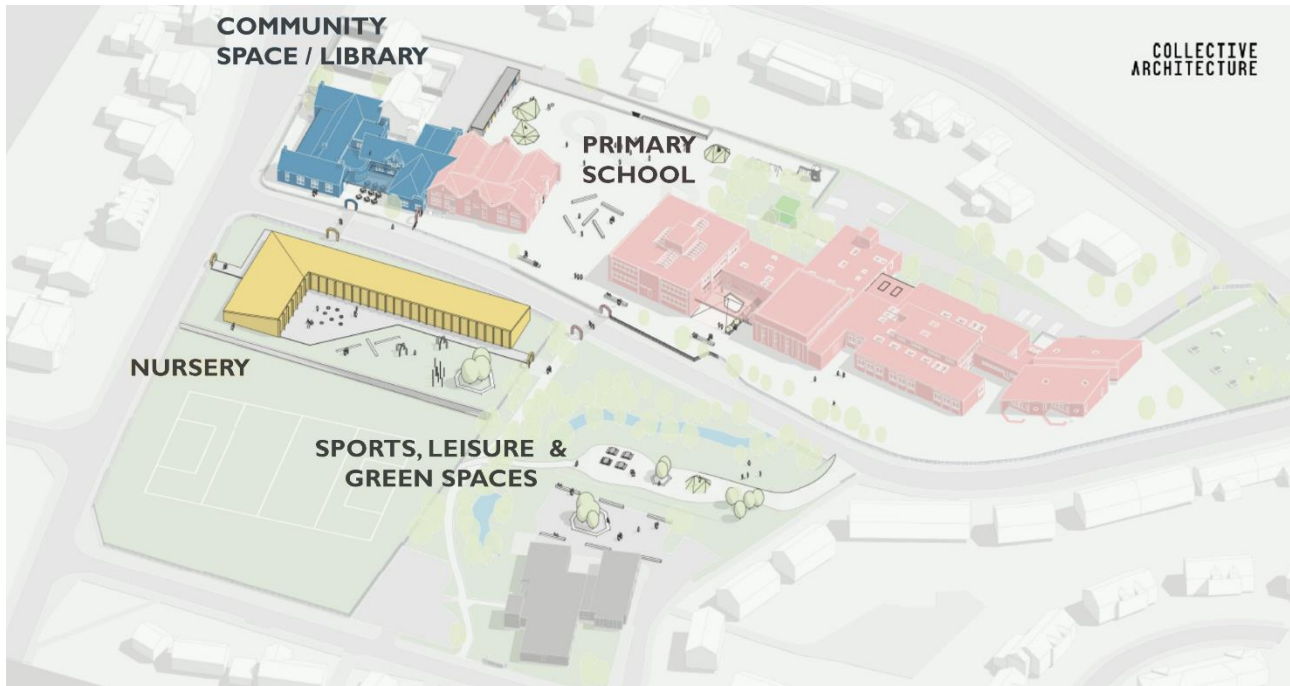 COMMUNITY
SPACE / LIBRARY
COLLECTIVE
ARCHITECTURE
PRIMARY
SCHOOL
NURSERY
SPORTS, LEISURE &
GREEN SPACES